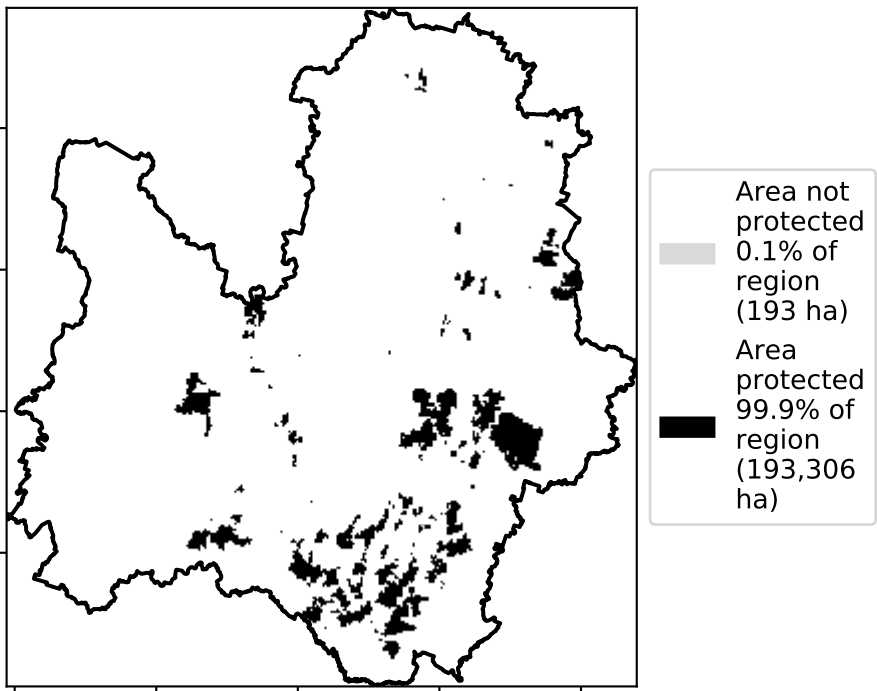 Area not
protected
0.1% of
region
(193 ha)
Area
protected
99.9% of
region
(193,306
ha)